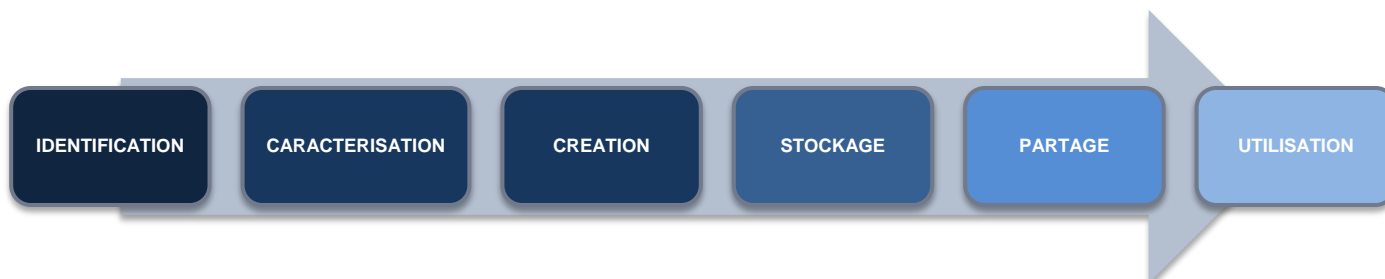 IDENTIFICATION
CARACTERISATION
CREATION
STOCKAGE
PARTAGE
UTILISATION